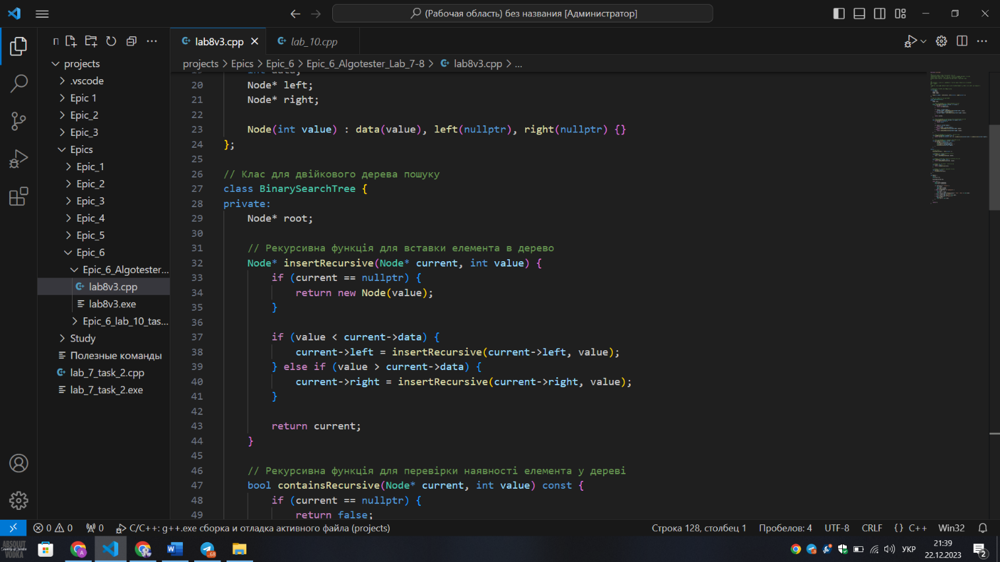 (Рабочая область) без названия [Администратор]
lab8v3.cpp
lab_10.cpp
projects > Epics > Epic_6 > Epic_6_Algotester_Lab_7-8 > lab8v3.cpp > ...
projects
.vscode
Epic 1
Epic_2
Epic_3
Epics
Epic_1
Epic_2
Epic_3
Epic_4
Epic_5
Epic_6
Epic_6_Algotester...
lab8v3.cpp
lab8v3.exe
Epic_6_lab_10_tas...
Study
Полезные команды
lab_7_task_2.cpp
lab_7_task_2.exe
20 Node* left;
21 Node* right;
22
23 Node(int value) : data(value), left(nullptr), right(nullptr) {}
24 };
25
26 // Клас для двійкового дерева пошуку
27 class BinarySearchTree {
28 private:
29 Node* root;
30
31 // Рекурсивна функція для вставки елемента в дерево
32 Node* insertRecursive(Node* current, int value) {
33 if (current == nullptr) {
34 return new Node(value);
35 }
36
37 if (value < current->data) {
38 current->left = insertRecursive(current->left, value);
39 } else if (value > current->data) {
40 current->right = insertRecursive(current->right, value);
41 }
42
43 return current;
44 }
45
46 // Рекурсивна функція для перевірки наявності елемента у дереві
47 bool containsRecursive(Node* current, int value) const {
48 if (current == nullptr) {
49 return false;
0 0 0 C/C++: g++.exe сборка и отладка активного файла (projects)
Строка 128, столбец 1 Пробелов: 4 UTF-8 CRLF {} C++ Win32
ABSOLUT
Country of Sweden
VODKA
68
УКР
21:39
22.12.2023
2